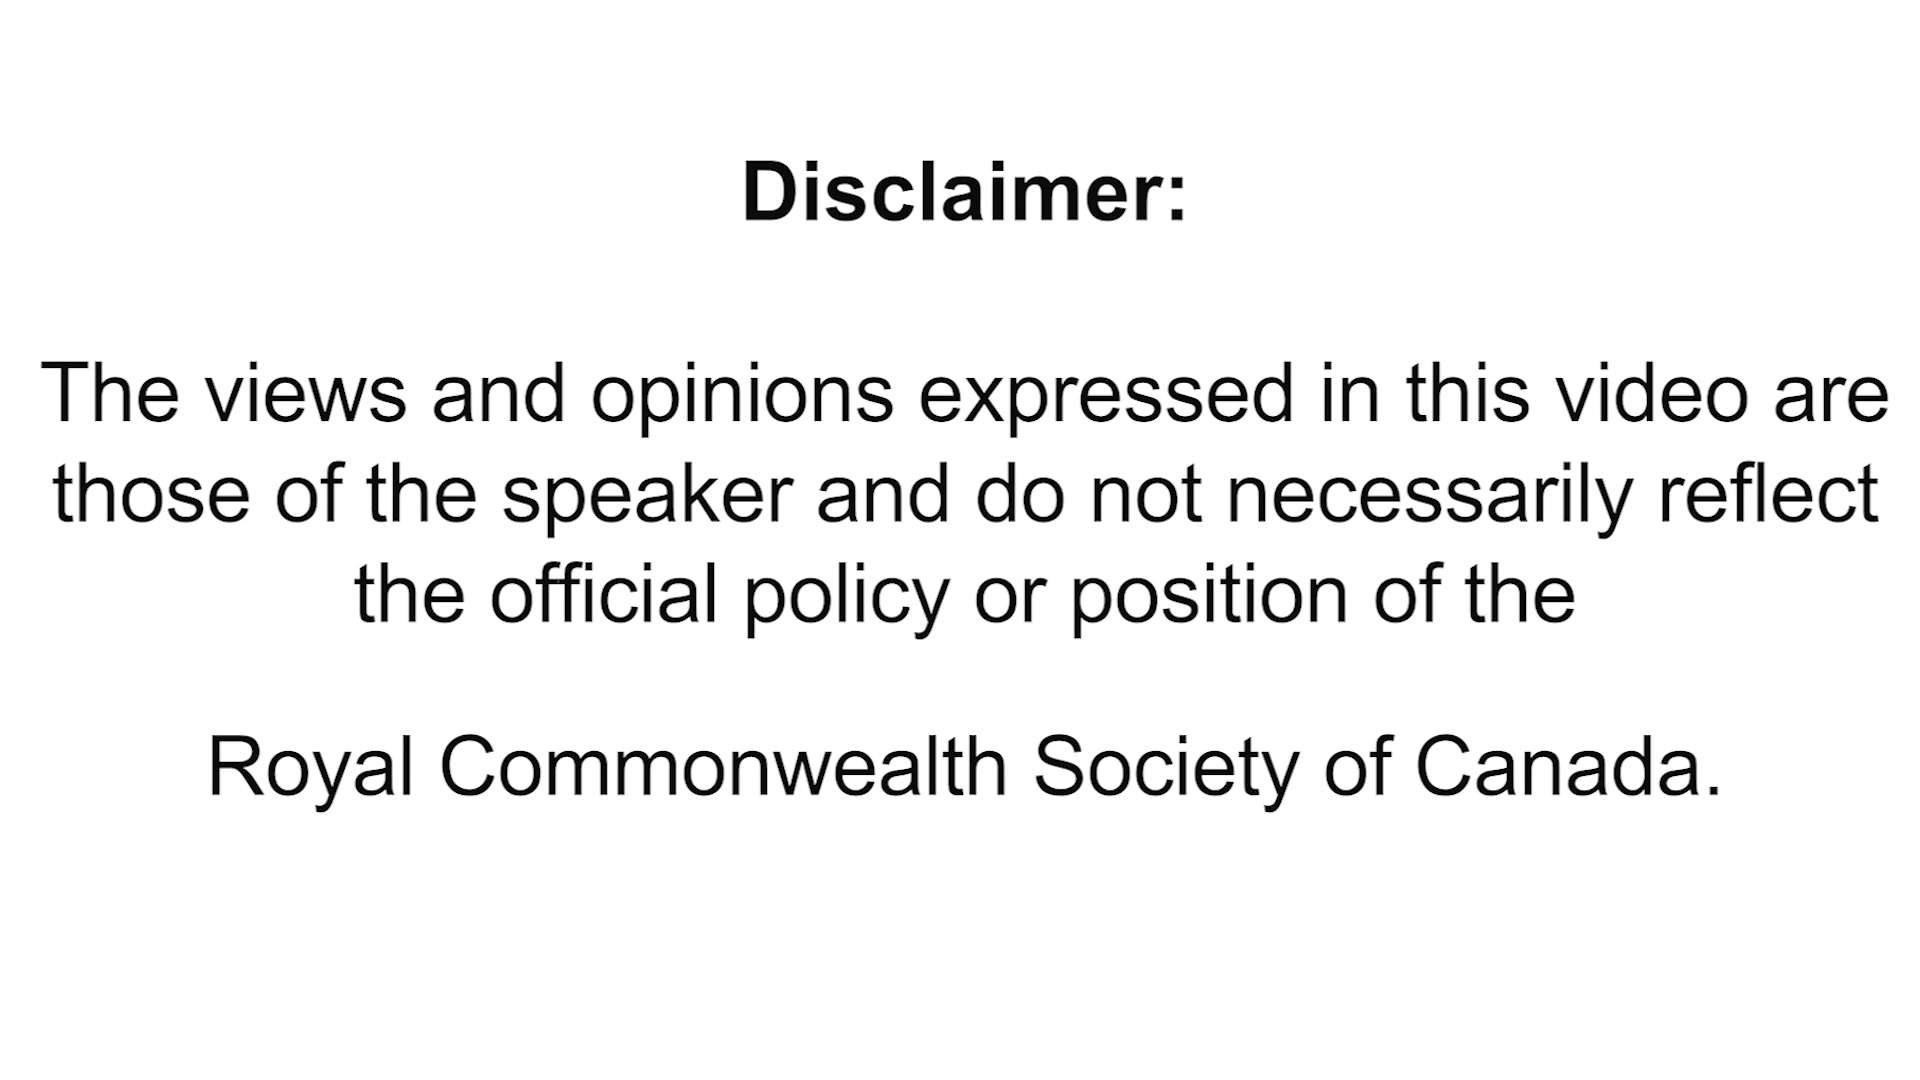 Disclaimer:
The views and opinions expressed in this video are
those of the speaker and do not necessarily reflect
the official policy or position of the
Royal Commonwealth Society of Canada.